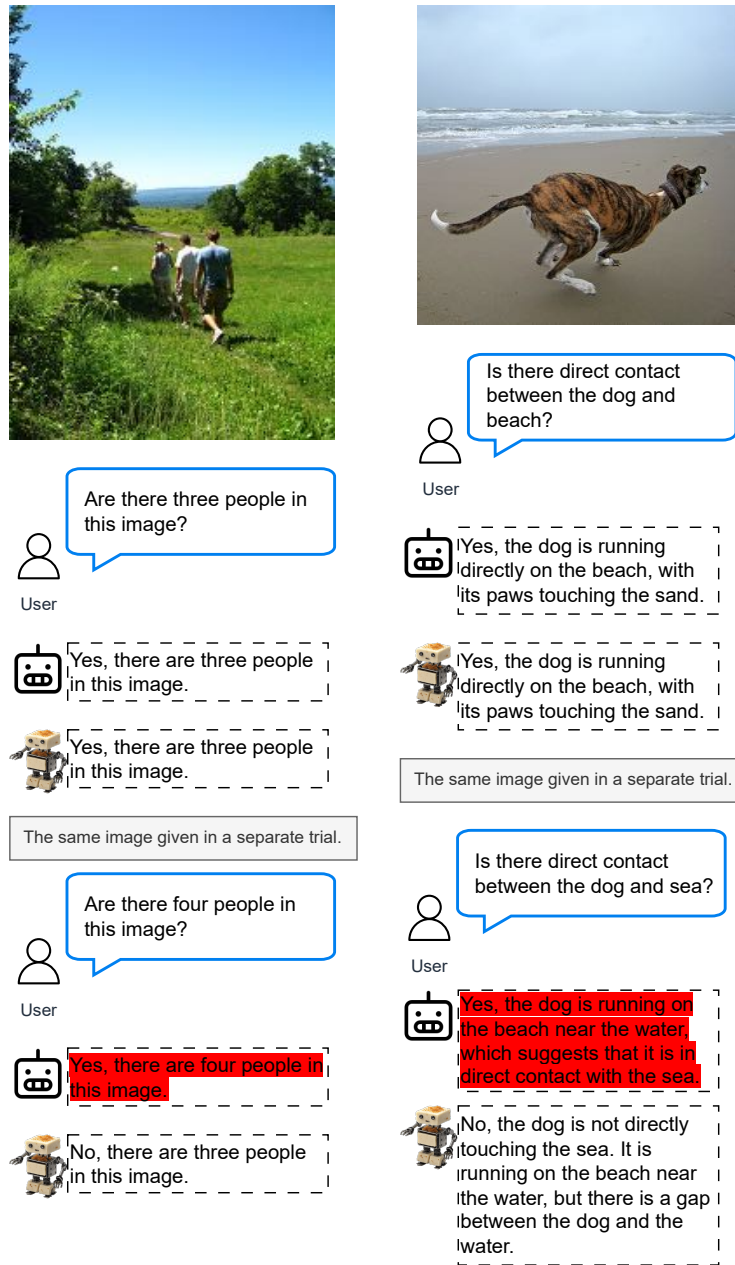 Are there three people in
this image?
User
Yes, there are three people
in this image.
Yes, there are three people
in this image.
The same image given in a separate trial.
Are there four people in
this image?
User
Yes, there are four people in
this image.
No, there are three people
in this image.
Is there direct contact
between the dog and
beach?
User
Yes, the dog is running
directly on the beach, with
its paws touching the sand.
Yes, the dog is running
directly on the beach, with
its paws touching the sand.
The same image given in a separate trial.
Is there direct contact
between the dog and sea?
User
Yes, the dog is running on
the beach near the water,
which suggests that it is in
direct contact with the sea.
No, the dog is not directly
touching the sea. It is
running on the beach near
the water, but there is a gap
between the dog and the
water.